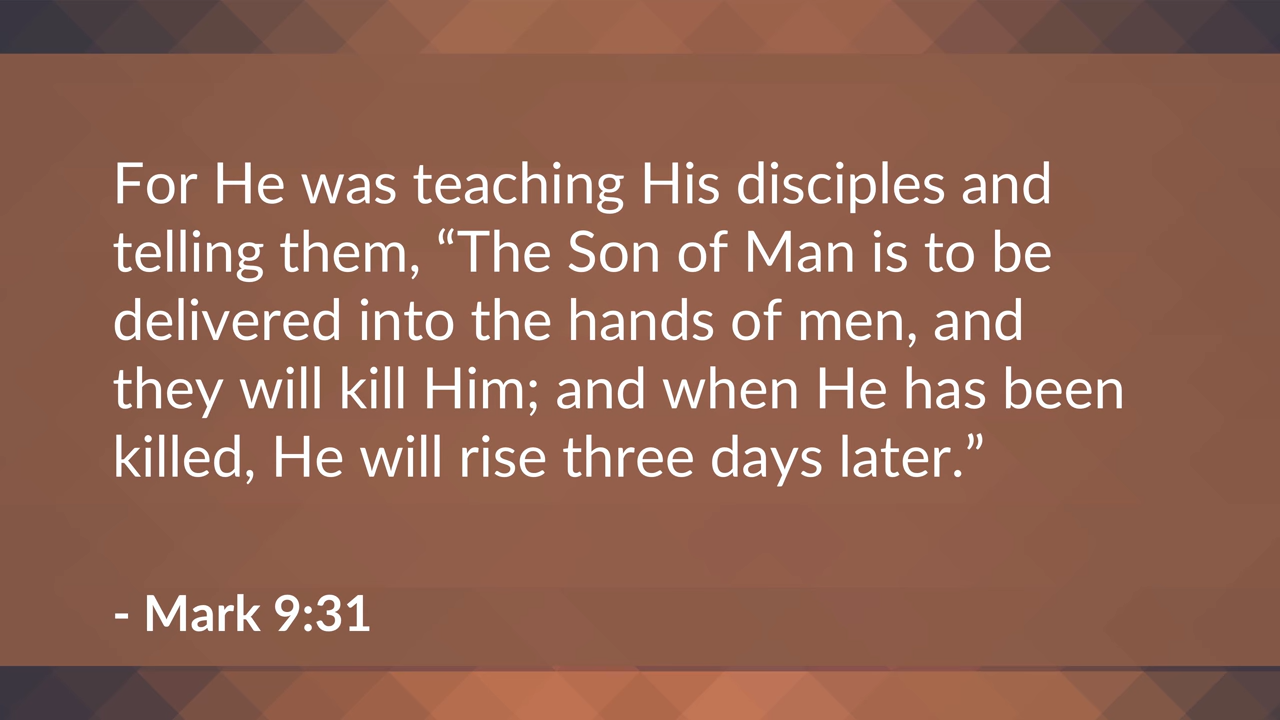 For He was teaching His disciples and
telling them, “The Son of Man is to be
delivered into the hands of men, and
they will kill Him; and when He has been
killed, He will rise three days later.”
- Mark 9:31